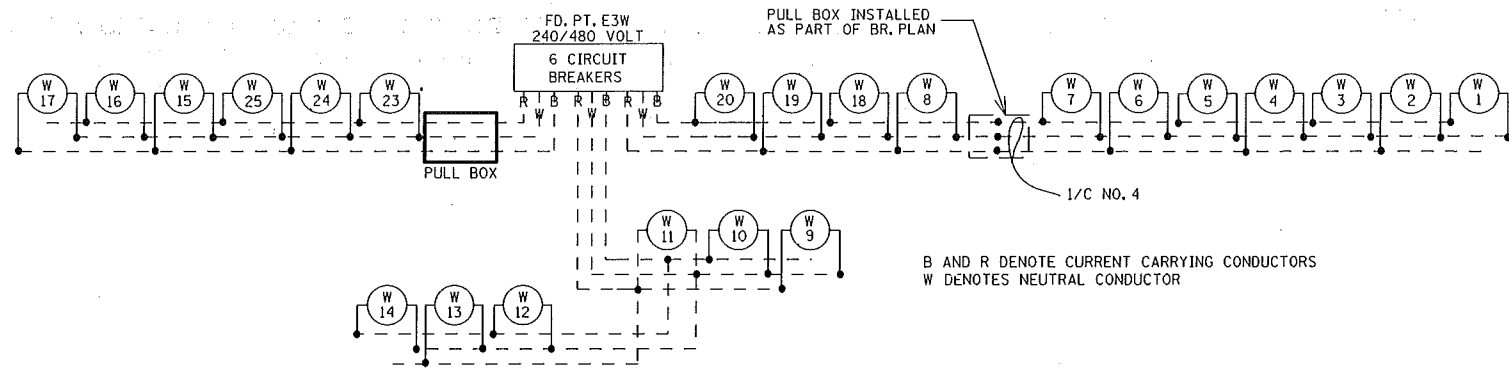 FD. PT. E3W
240/480 VOLT
6 CIRCUIT
BREAKERS
R W B R W B R W B
PULL BOX INSTALLED
AS PART OF BR. PLAN
W 17
W 16
W 15
W 25
W 24
W 23
W 20
W 19
W 18
W 8
W 7
W 6
W 5
W 4
W 3
W 2
W 1
PULL BOX
1/C NO. 4
W 11
W 10
W 9
B AND R DENOTE CURRENT CARRYING CONDUCTORS
W DENOTES NEUTRAL CONDUCTOR
W 14
W 13
W 12